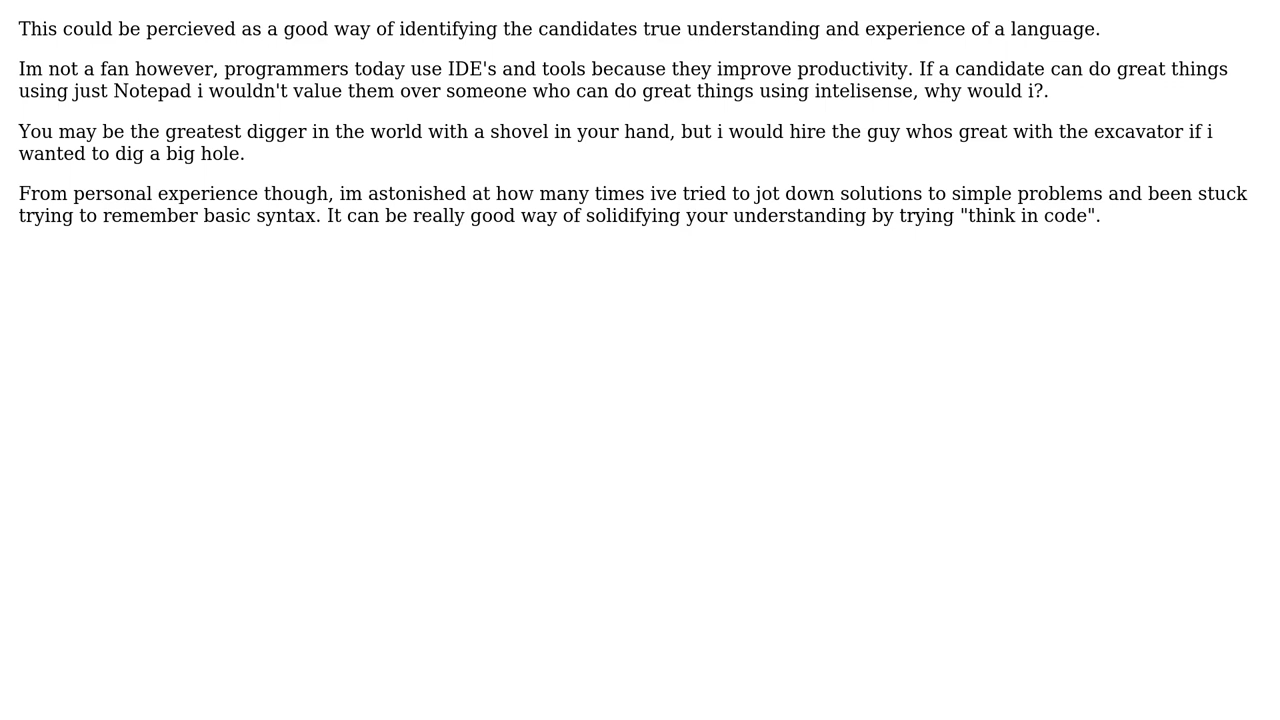 This could be percieved as a good way of identifying the candidates true understanding and experience of a language.
Im not a fan however, programmers today use IDE's and tools because they improve productivity. If a candidate can do great things
using just Notepad i wouldn't value them over someone who can do great things using intelisense, why would i?.
You may be the greatest digger in the world with a shovel in your hand, but i would hire the guy whos great with the excavator if i
wanted to dig a big hole.
From personal experience though, im astonished at how many times ive tried to jot down solutions to simple problems and been stuck
trying to remember basic syntax. It can be really good way of solidifying your understanding by trying "think in code".